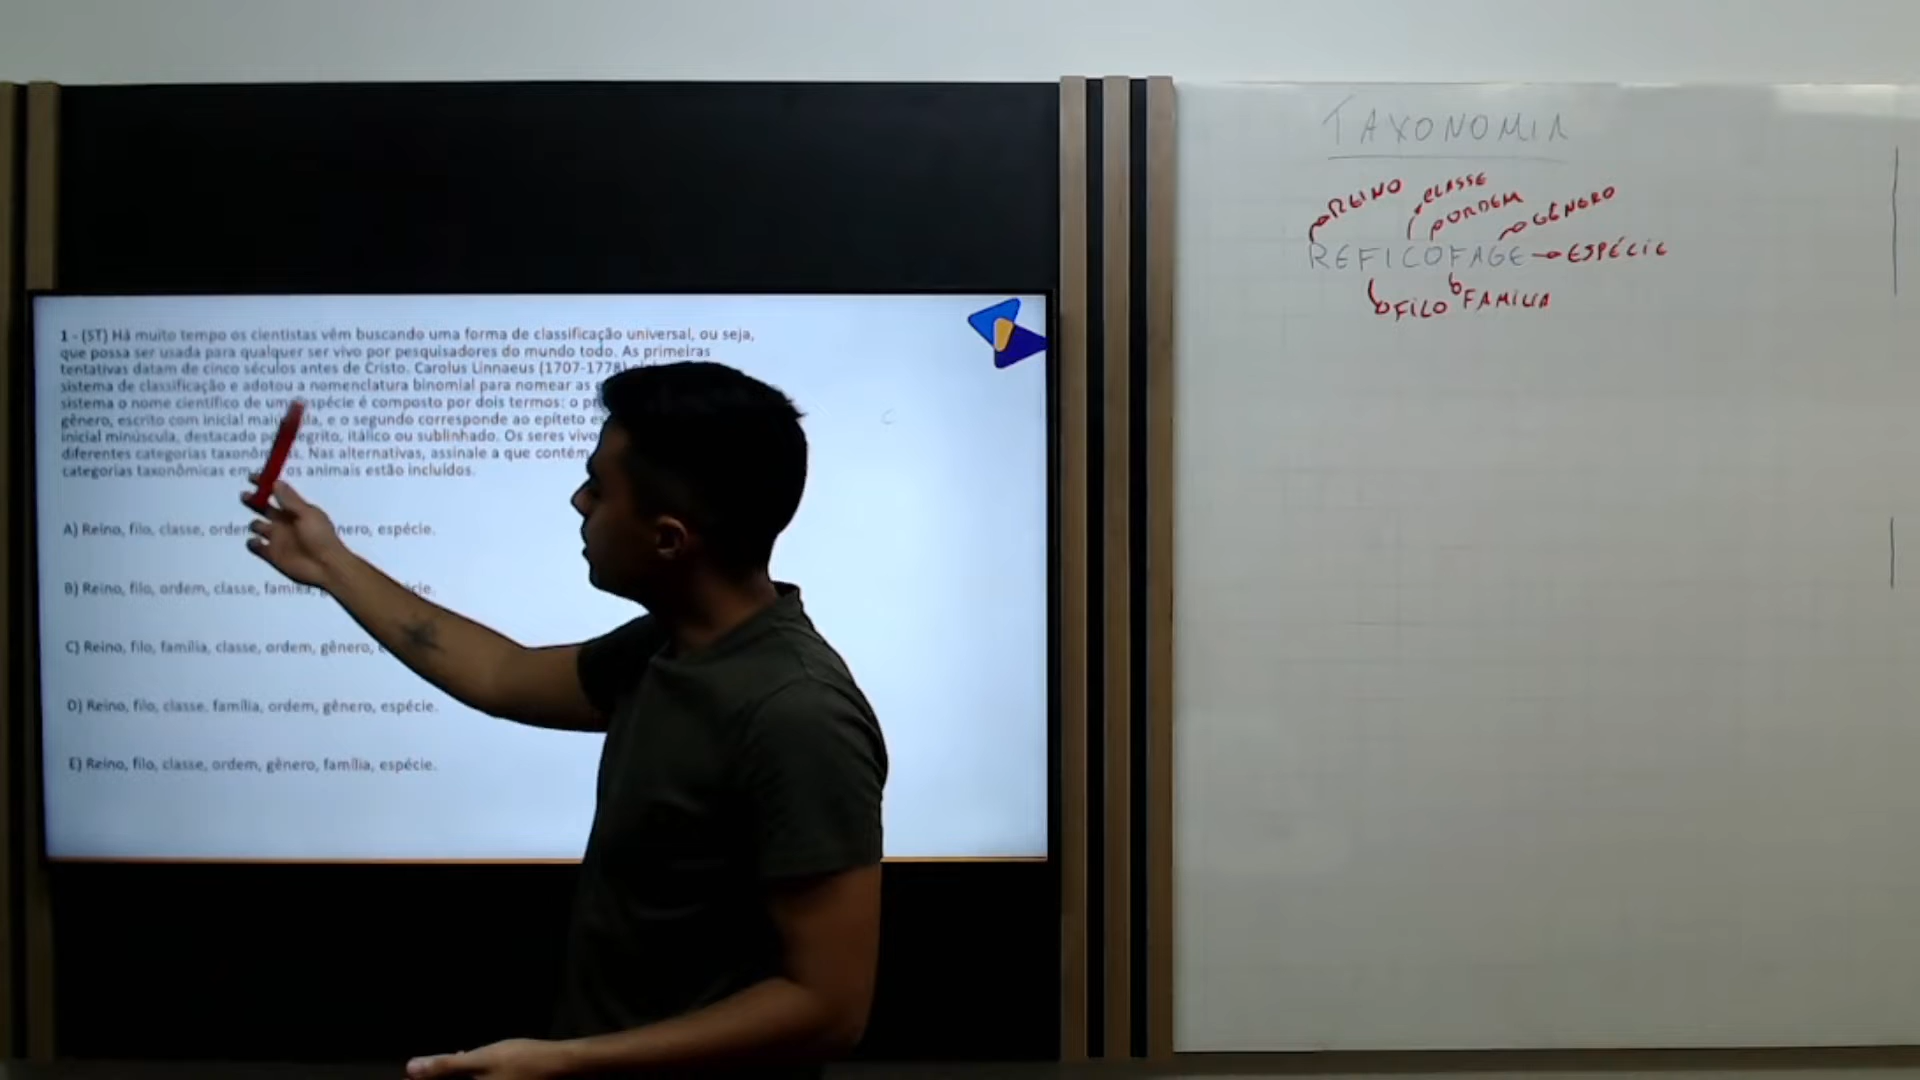 1 - (ST) Há muito tempo os cientistas vêm buscando uma forma de classificação universal, ou seja,
que possa ser usada para qualquer ser vivo por pesquisadores do mundo todo. As primeiras
tentativas datam de cinco séculos antes de Cristo. Carolus Linnaeus (1707-1778)
sistema de classificação e adotou a nomenclatura binomial para nomear as
sistema o nome científico de uma espécie é composto por dois termos: o
gênero, escrito com inicial maiúscula, e o segundo corresponde ao epíteto
inicial minúscula, destacado por negrito, itálico ou sublinhado. Os seres
diferentes categorias taxonômicas. Nas alternativas, assinale a que contém
categorias taxonômicas em os animais estão incluídos.
A) Reino, filo, classe, ordem gênero, espécie.
B) Reino, filo, ordem, classe, família, espécie.
C) Reino, filo, família, classe, ordem, gênero,
D) Reino, filo, classe, família, ordem, gênero, espécie.
E) Reino, filo, classe, ordem, gênero, família, espécie.
TAXONOMIA
REINO CLASSE ORDEM GÊNERO
REFICOFAGE ESPÉCIE
FILO FAMILIA